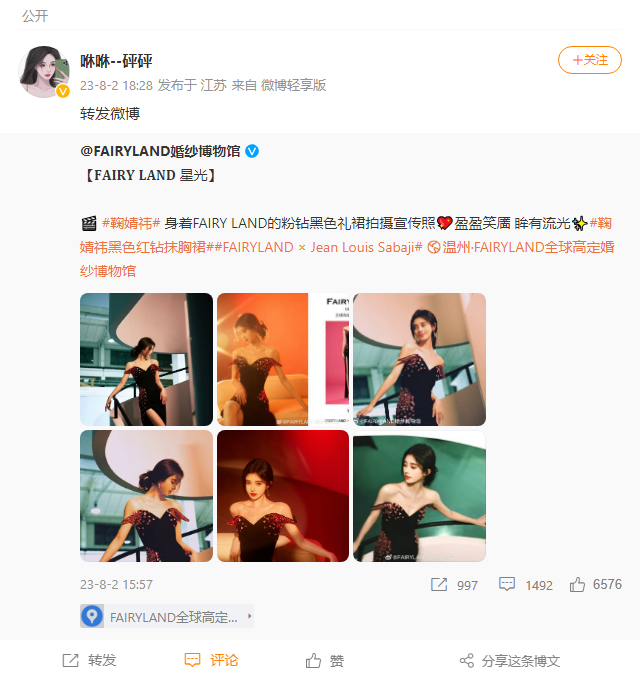 公开
咻咻--砰砰
+关注
23-8-2 18:28 发布于 江苏 来自 微博轻享版
转发微博
@FAIRYLAND婚纱博物馆
【FAIRY LAND 星光】
#鞠婧祎# 身着FAIRY LAND的粉钻黑色礼裙拍摄宣传照 盈盈笑属 眸有流光 #鞠
婧祎黑色红钻抹胸裙##FAIRYLAND × Jean Louis Sabaji# 温州·FAIRYLAND全球高定婚
纱博物馆
23-8-2 15:57
997
1492
6576
FAIRYLAND全球高定...
转发
评论
赞
分享这条博文